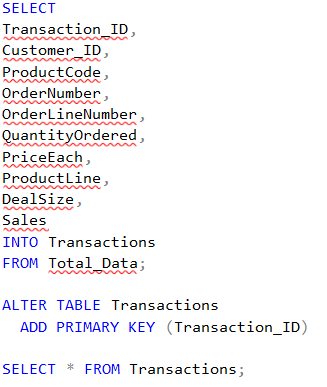 SELECT
Transaction_ID,
Customer_ID,
ProductCode,
OrderNumber,
OrderLineNumber,
QuantityOrdered,
PriceEach,
ProductLine,
DealSize,
Sales
INTO Transactions
FROM Total_Data;
ALTER TABLE Transactions
ADD PRIMARY KEY (Transaction_ID)
SELECT * FROM Transactions;